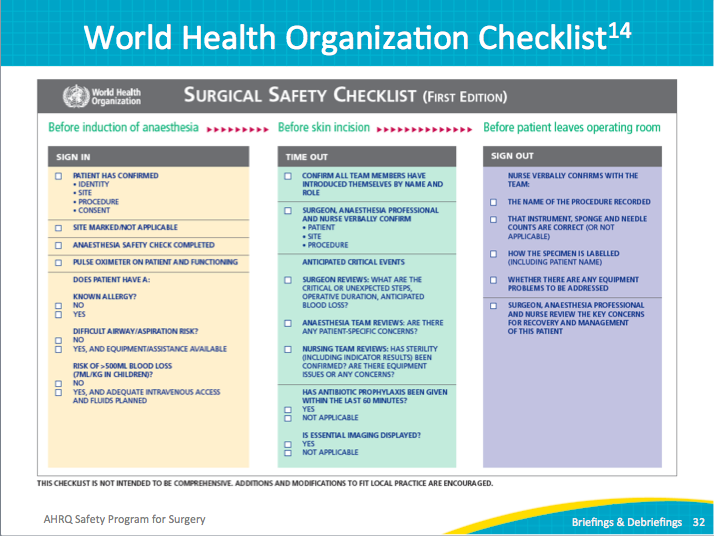 World Health Organization Checklist14
World Health
Organization
SURGICAL SAFETY CHECKLIST (FIRST EDITION)
Before induction of anaesthesia
Before skin incision
Before patient leaves operating room
SIGN IN
PATIENT HAS CONFIRMED
• IDENTITY
• SITE
• PROCEDURE
• CONSENT
SITE MARKED/NOT APPLICABLE
ANAESTHESIA SAFETY CHECK COMPLETED
PULSE OXIMETER ON PATIENT AND FUNCTIONING
DOES PATIENT HAVE A:
KNOWN ALLERGY?
NO
YES
DIFFICULT AIRWAY/ASPIRATION RISK?
NO
YES, AND EQUIPMENT/ASSISTANCE AVAILABLE
RISK OF >500ML BLOOD LOSS
(7ML/KG IN CHILDREN)?
NO
YES, AND ADEQUATE INTRAVENOUS ACCESS
AND FLUIDS PLANNED
TIME OUT
CONFIRM ALL TEAM MEMBERS HAVE
INTRODUCED THEMSELVES BY NAME AND
ROLE
SURGEON, ANAESTHESIA PROFESSIONAL
AND NURSE VERBALLY CONFIRM
• PATIENT
• SITE
• PROCEDURE
ANTICIPATED CRITICAL EVENTS
SURGEON REVIEWS: WHAT ARE THE
CRITICAL OR UNEXPECTED STEPS,
OPERATIVE DURATION, ANTICIPATED
BLOOD LOSS?
ANAESTHESIA TEAM REVIEWS: ARE THERE
ANY PATIENT-SPECIFIC CONCERNS?
NURSING TEAM REVIEWS: HAS STERILITY
(INCLUDING INDICATOR RESULTS) BEEN
CONFIRMED? ARE THERE EQUIPMENT
ISSUES OR ANY CONCERNS?
HAS ANTIBIOTIC PROPHYLAXIS BEEN GIVEN
WITHIN THE LAST 60 MINUTES?
YES
NOT APPLICABLE
IS ESSENTIAL IMAGING DISPLAYED?
YES
NOT APPLICABLE
SIGN OUT
NURSE VERBALLY CONFIRMS WITH THE
TEAM:
THE NAME OF THE PROCEDURE RECORDED
THAT INSTRUMENT, SPONGE AND NEEDLE
COUNTS ARE CORRECT (OR NOT
APPLICABLE)
HOW THE SPECIMEN IS LABELLED
(INCLUDING PATIENT NAME)
WHETHER THERE ARE ANY EQUIPMENT
PROBLEMS TO BE ADDRESSED
SURGEON, ANAESTHESIA PROFESSIONAL
AND NURSE REVIEW THE KEY CONCERNS
FOR RECOVERY AND MANAGEMENT
OF THIS PATIENT
THIS CHECKLIST IS NOT INTENDED TO BE COMPREHENSIVE. ADDITIONS AND MODIFICATIONS TO FIT LOCAL PRACTICE ARE ENCOURAGED.
AHRQ Safety Program for Surgery
Briefings & Debriefings 32